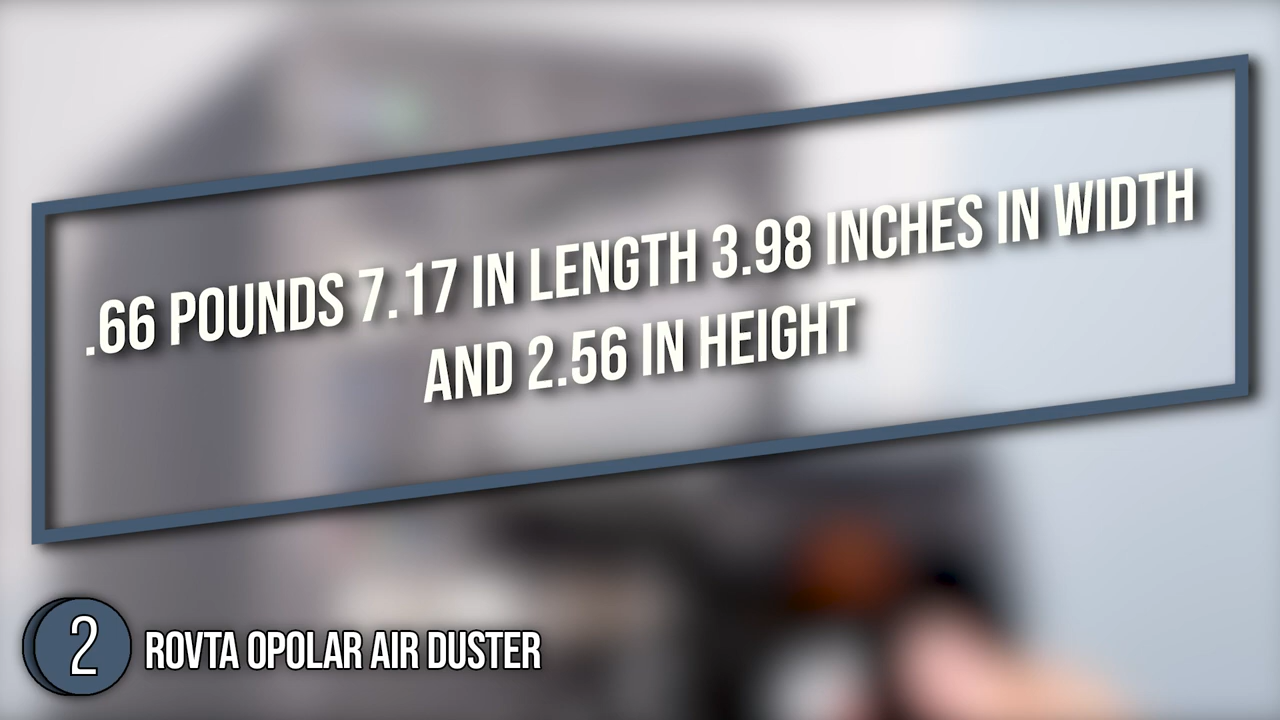 .66 POUNDS 7.17 IN LENGTH 3.98 INCHES IN WIDTH
AND 2.56 IN HEIGHT
2
ROVTA OPOLAR AIR DUSTER